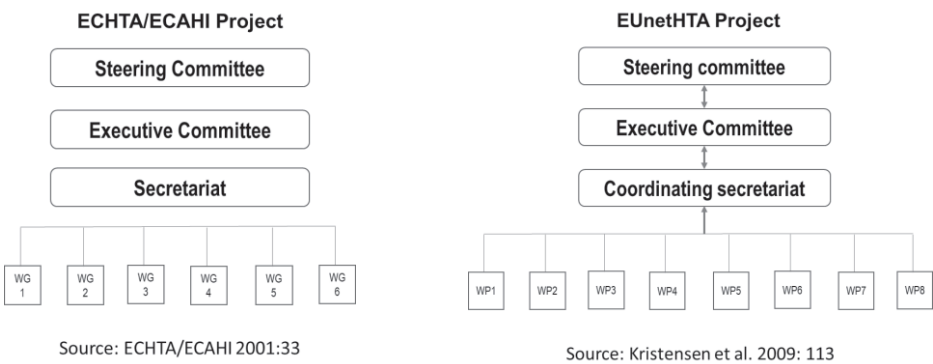 ECHTA/ECAHI Project
Steering Committee
Executive Committee
Secretariat
WG
1
WG
2
WG
3
WG
4
WG
5
WG
6
Source: ECHTA/ECAHI 2001:33
EUnetHTA Project
Steering committee
Executive Committee
Coordinating secretariat
WP1
WP2
WP3
WP4
WP5
WP6
WP7
WP8
Source: Kristensen et al. 2009: 113